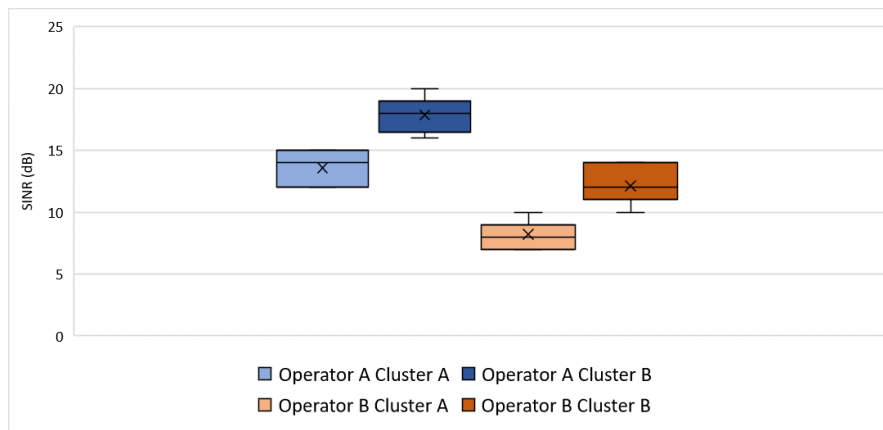 25
20
15
10
5
0
SINR (dB)
Operator A Cluster A
Operator A Cluster B
Operator B Cluster A
Operator B Cluster B